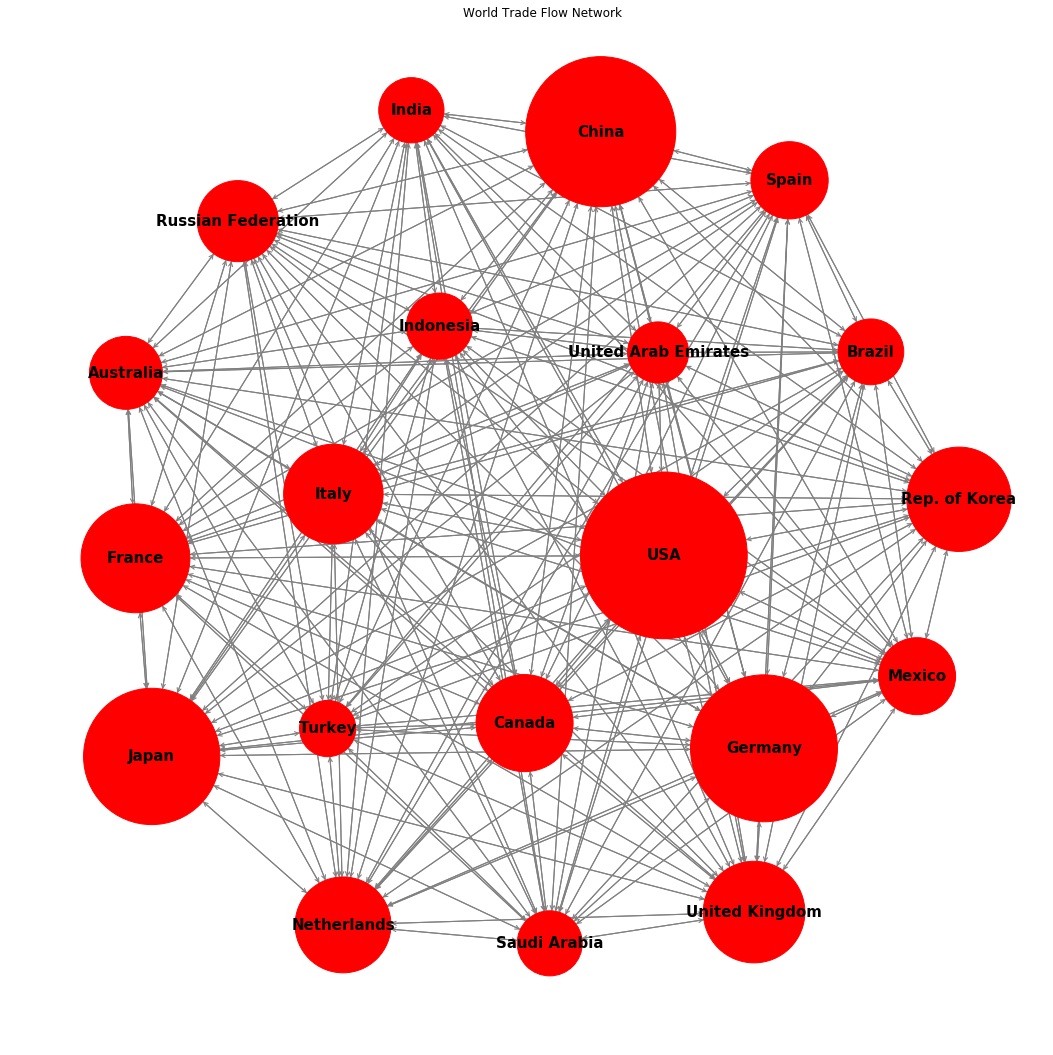 World Trade Flow Network
India
China
Spain
Russian Federation
Indonesia
United Arab Emirates
Brazil
Australia
Italy
Rep. of Korea
France
USA
Mexico
Japan
Turkey
Canada
Germany
Netherlands
Saudi Arabia
United Kingdom